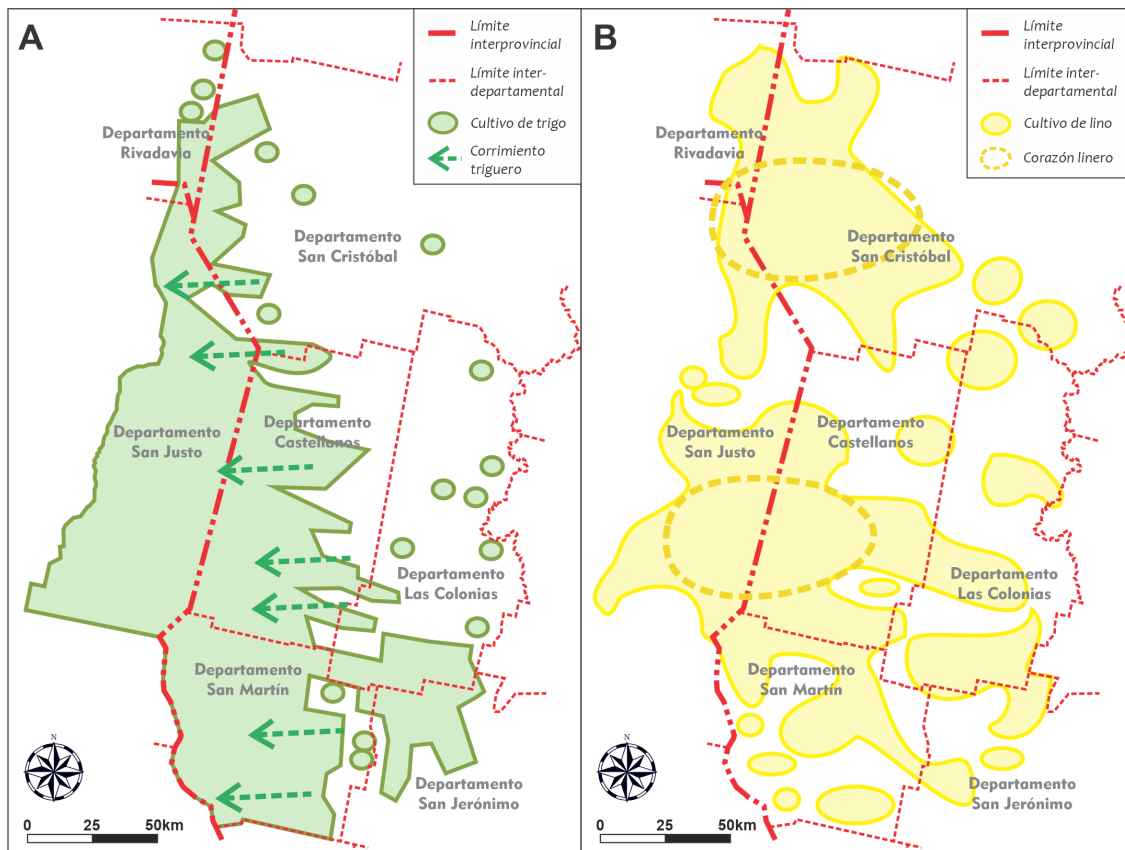 A
Límite
interprovincial
Límite inter-
departamental
Cultivo de trigo
Corrimiento
triguero
Departamento
Rivadavia
Departamento
San Cristóbal
Departamento
San Justo
Departamento
Castellanos
Departamento
Las Colonias
Departamento
San Martín
Departamento
San Jerónimo
N
0 25 50km
B
Límite
interprovincial
Límite inter-
departamental
Cultivo de lino
Corazón linero
Departamento
Rivadavia
Departamento
San Cristóbal
Departamento
San Justo
Departamento
Castellanos
Departamento
Las Colonias
Departamento
San Martín
Departamento
San Jerónimo
N
0 25 50km